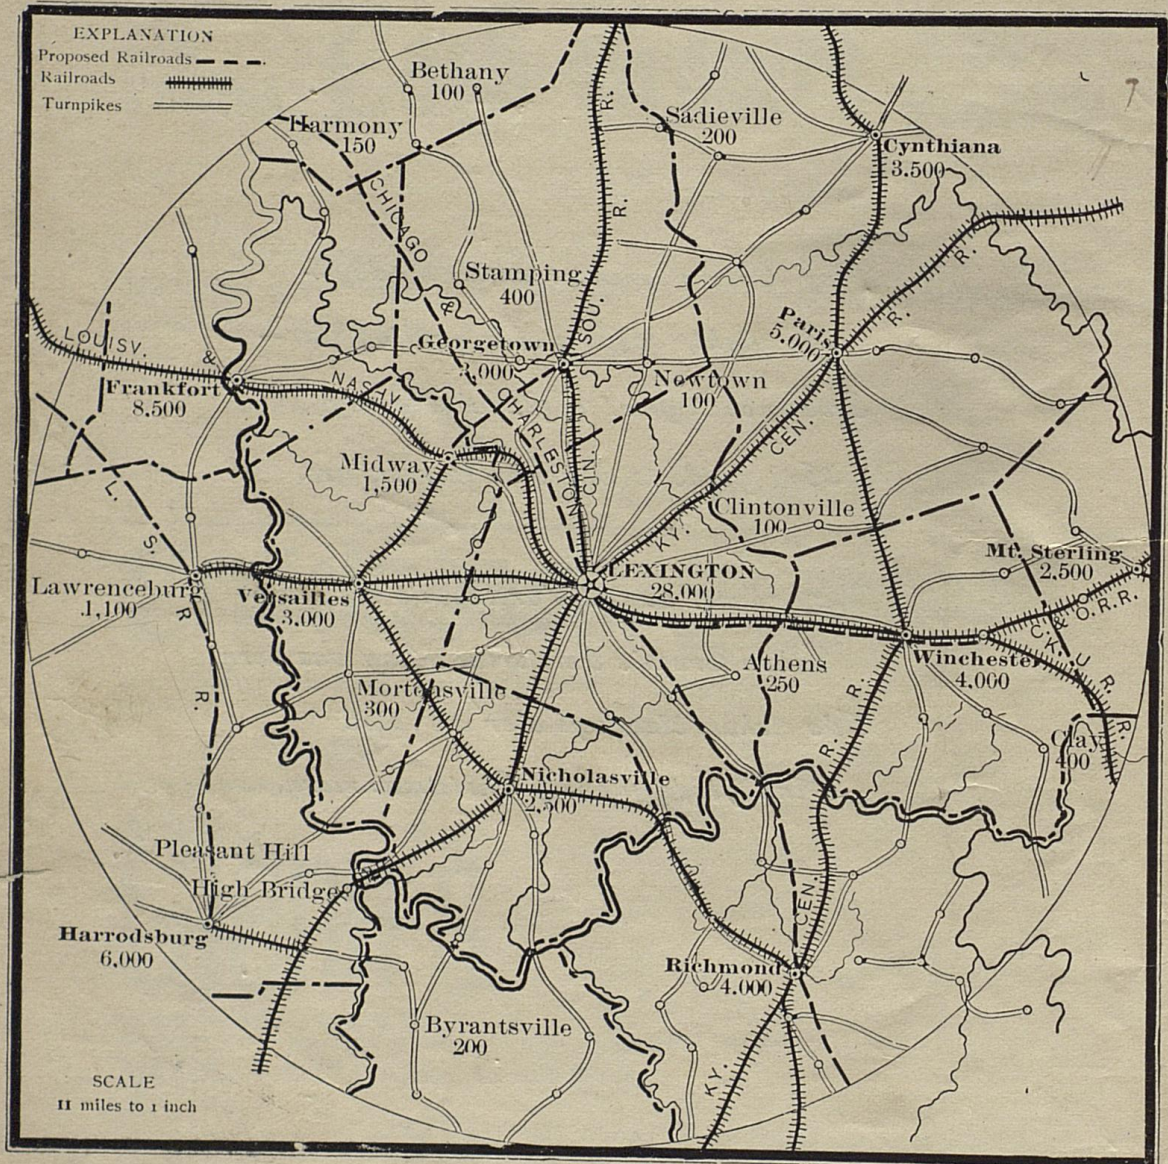 EXPLANATION
Proposed Railroads
Railroads
Turnpikes
Bethany
100
Harmony
150
Sadieville
200
Cynthiana
3.500
CHICAGO
&
CHARLESTON
R.
R.
SOU.
CIN.
Stamping
400
Georgetown
3,000
Newtown
100
Paris
5.000
R.
R.
CEN.
KY.
LOUISV.
&
NASH.
Frankfort
8.500
Midway
1,500
L.
S.
R
R.
Clintonville
100
Mt. Sterling
2,500
LEXINGTON
28.000
Lawrenceburg
1,100
Versailles
3.000
C. & O.R.R.
K. U. R. R.
Winchester
4,000
Athens
250
Mortonsville
300
Clay
400
Nicholasville
2,500
R.
R.
CEN.
KY.
Pleasant Hill
High Bridge
Harrodsburg
6,000
Richmond
4.000
Byrantsville
200
SCALE
11 miles to 1 inch